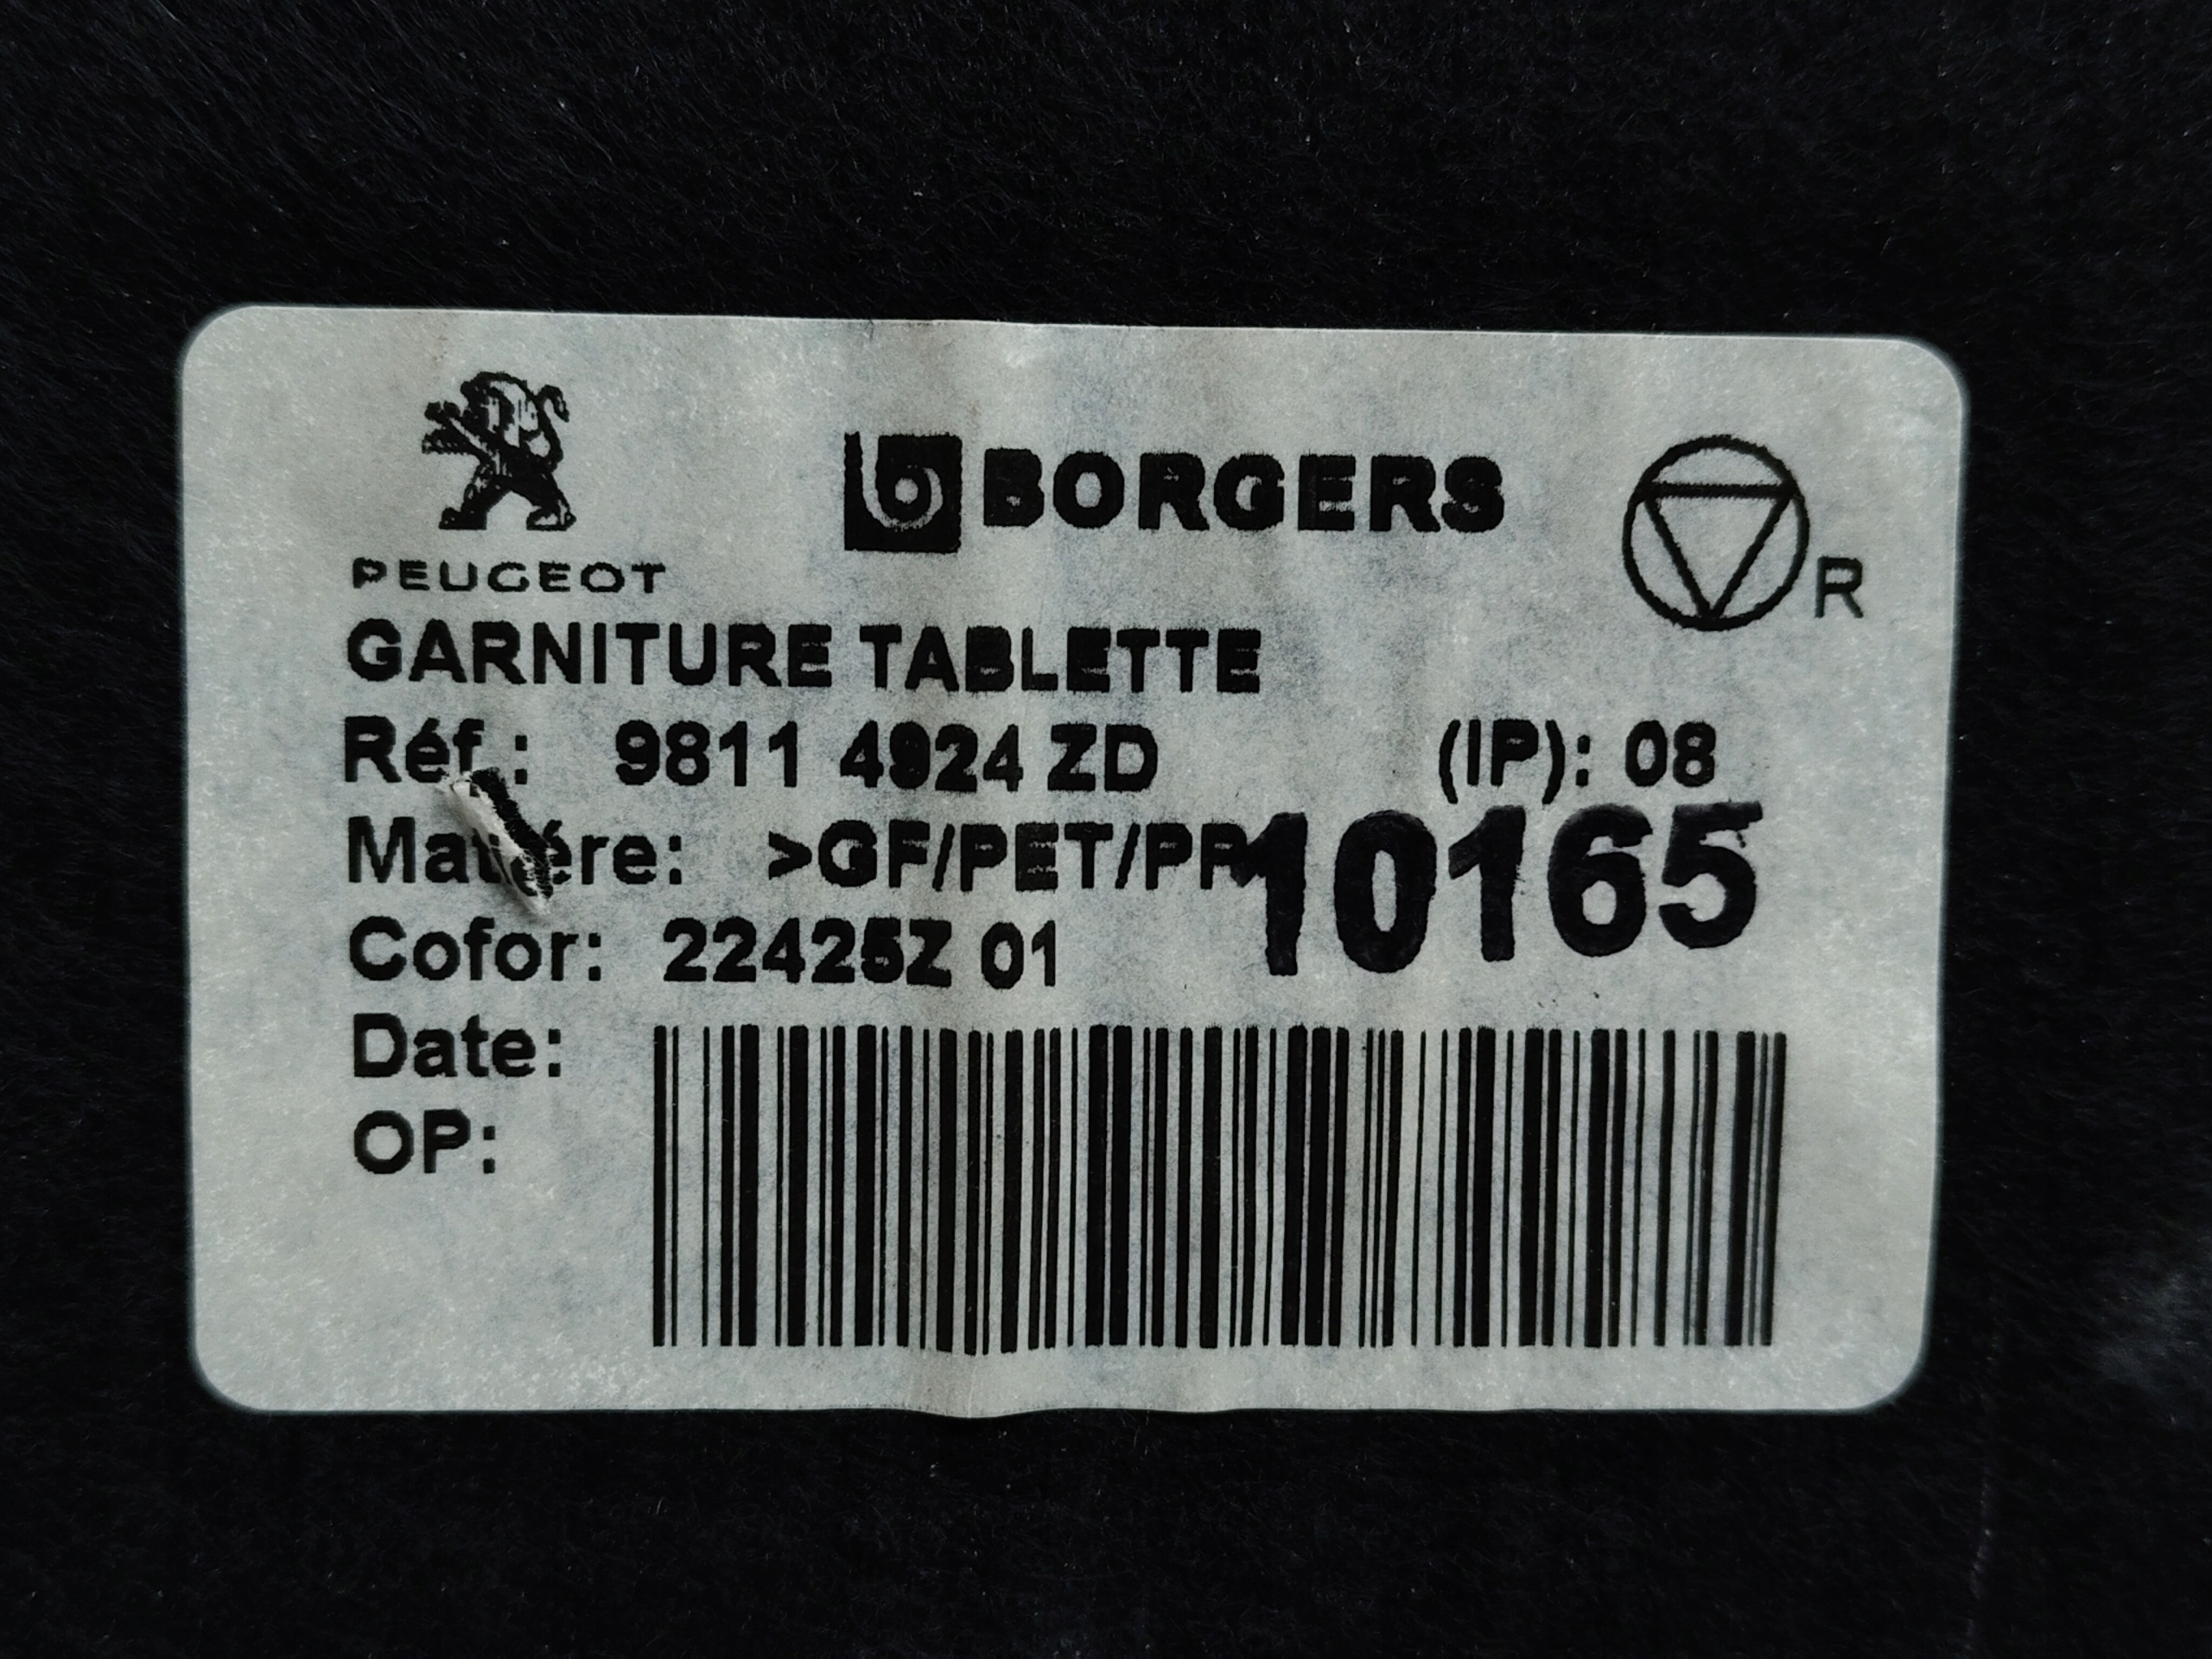 PEUGEOT
BORGERS
R
GARNITURE TABLETTE
Réf.: 9811 4924 ZD (IP): 08
>GF/PET/PP
10165
Cofor: 22425Z 01
Date:
OP: